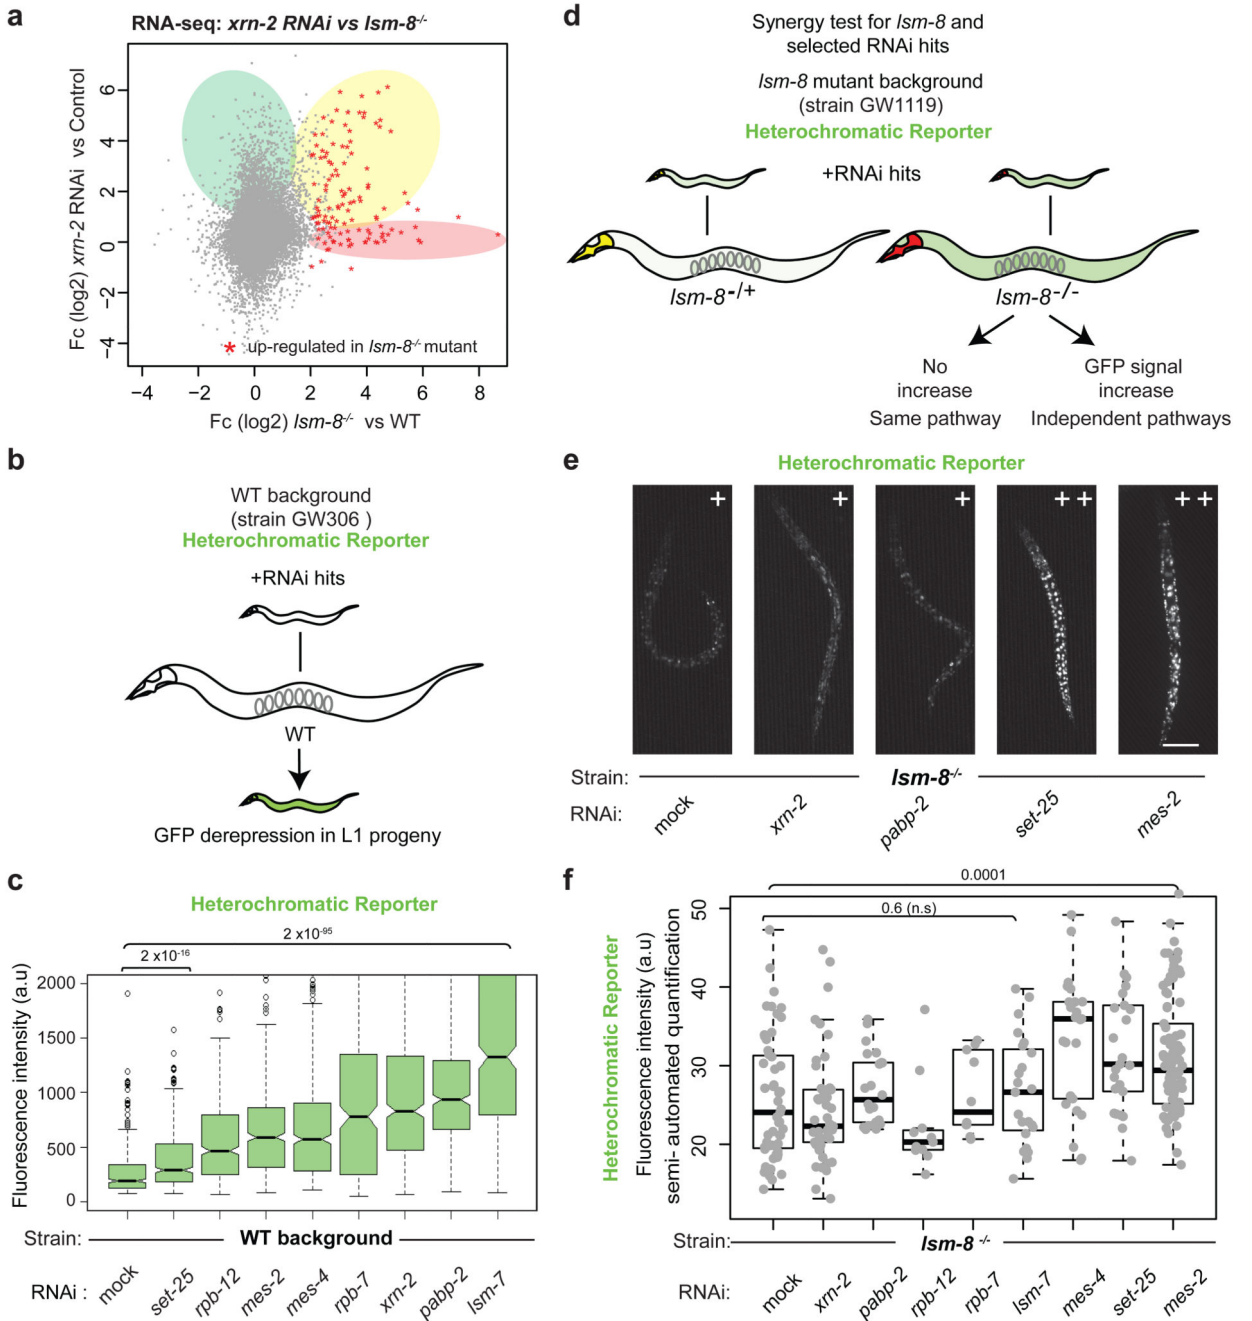 a
RNA-seq: xrn-2 RNAi vs lsm-8-/-
Fc (log2) xrn-2 RNAi vs Control
6
4
2
0
−2
−4
* up-regulated in lsm-8-/- mutant
−4 −2 0 2 4 6 8
Fc (log2) lsm-8-/- vs WT
b
WT background
(strain GW306 )
Heterochromatic Reporter
+RNAi hits
WT
GFP derepression in L1 progeny
c
Heterochromatic Reporter
2 x10-95
2 x10-16
Fluorescence intensity (a.u)
2000
1500
1000
500
0
Strain: WT background
RNAi : mock set-25 rpb-12 mes-2 mes-4 rpb-7 xrn-2 pabp-2 lsm-7
d
Synergy test for lsm-8 and
selected RNAi hits
lsm-8 mutant background
(strain GW1119)
Heterochromatic Reporter
+RNAi hits
lsm-8-/+ lsm-8-/-
No
increase
Same pathway
GFP signal
increase
Independent pathways
e
Heterochromatic Reporter
+ + + + + + +
Strain: lsm-8-/-
RNAi: mock xrn-2 pabp-2 set-25 mes-2
f
0.0001
0.6 (n.s)
Heterochromatic Reporter
Fluorescence intensity (a.u)
semi- automated quantification
50
40
30
20
Strain: lsm-8 -/-
RNAi: mock xrn-2 pabp-2 rpb-12 rpb-7 lsm-7 mes-4 set-25 mes-2